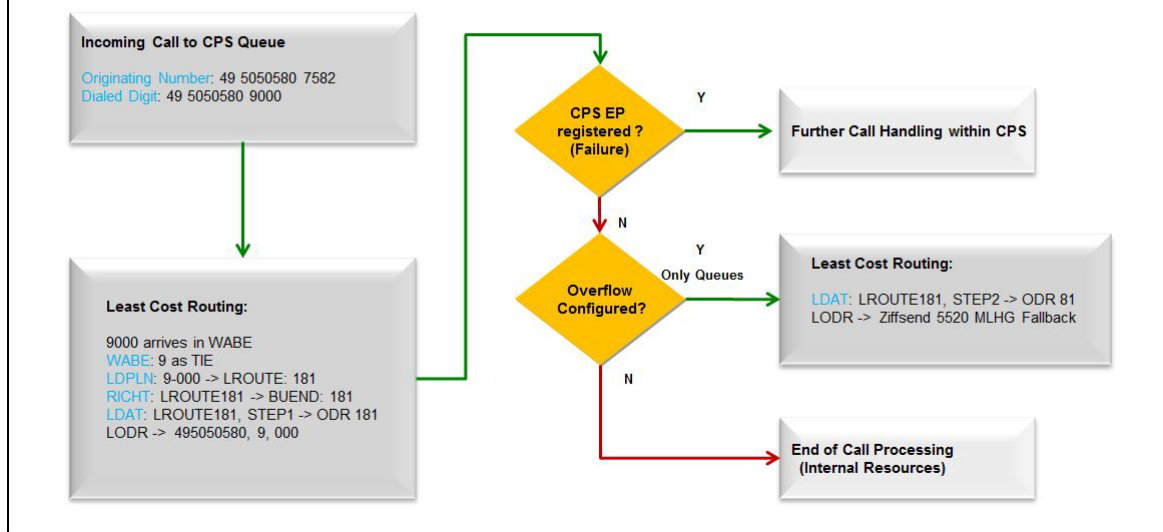 Incoming Call to CPS Queue
Originating Number: 49 5050580 7582
Dialed Digit: 49 5050580 9000
Least Cost Routing:
9000 arrives in WABE
WABE: 9 as TIE
LDPLN: 9-000 -> LROUTE: 181
RICHT: LROUTE181 -> BUEND: 181
LDAT: LROUTE181, STEP1 -> ODR 181
LODR -> 495050580, 9, 000
CPS EP
registered ?
(Failure)
Y
Further Call Handling within CPS
N
Overflow
Configured?
Y
Only Queues
Least Cost Routing:
LDAT: LROUTE181, STEP2 -> ODR 81
LODR -> Ziffsend 5520 MLHG Fallback
N
End of Call Processing
(Internal Resources)